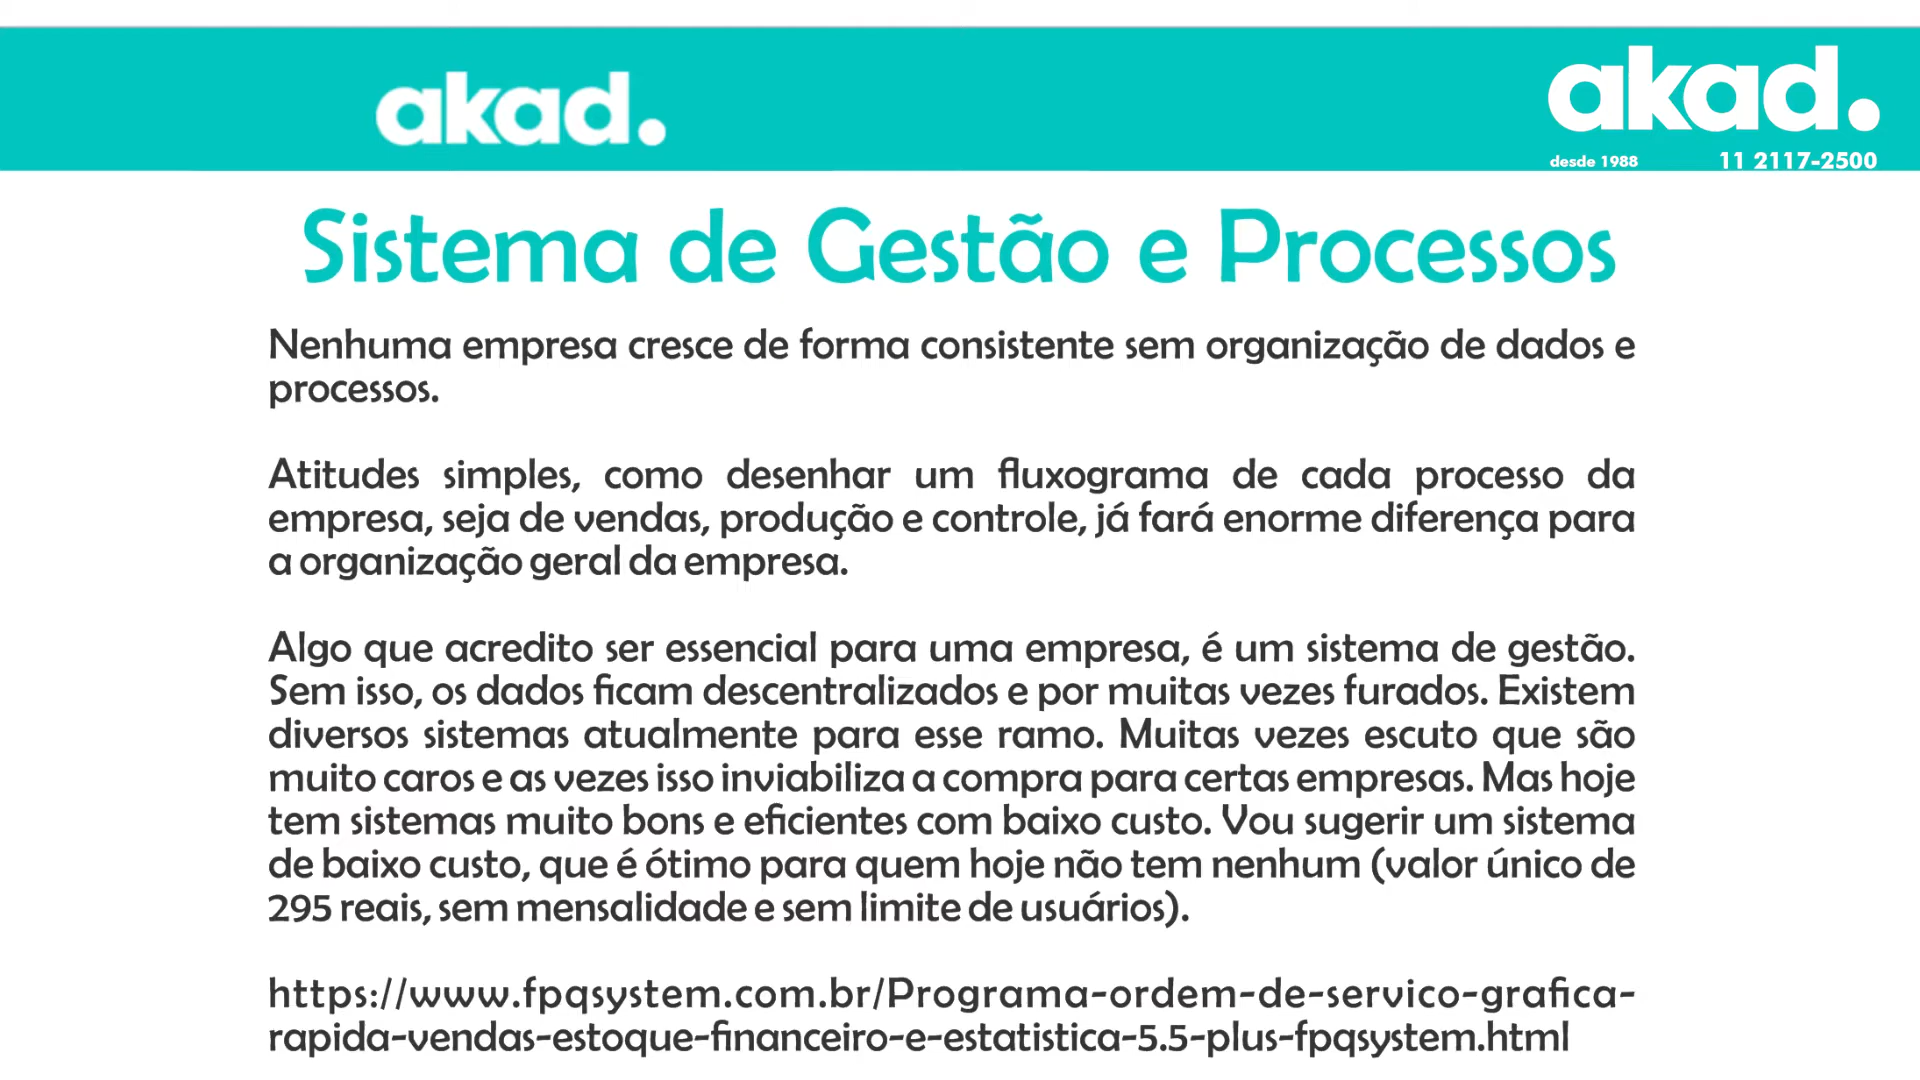 akad.
akad.
desde 1988 11 2117-2500
Sistema de Gestão e Processos
Nenhuma empresa cresce de forma consistente sem organização de dados e
processos.
Atitudes simples, como desenhar um fluxograma de cada processo da
empresa, seja de vendas, produção e controle, já fará enorme diferença para
a organização geral da empresa.
Algo que acredito ser essencial para uma empresa, é um sistema de gestão.
Sem isso, os dados ficam descentralizados e por muitas vezes furados. Existem
diversos sistemas atualmente para esse ramo. Muitas vezes escuto que são
muito caros e as vezes isso inviabiliza a compra para certas empresas. Mas hoje
tem sistemas muito bons e eficientes com baixo custo. Vou sugerir um sistema
de baixo custo, que é ótimo para quem hoje não tem nenhum (valor único de
295 reais, sem mensalidade e sem limite de usuários).
https://www.fpqsystem.com.br/Programa-ordem-de-servico-grafica-
rapida-vendas-estoque-financeiro-e-estatistica-5.5-plus-fpqsystem.html